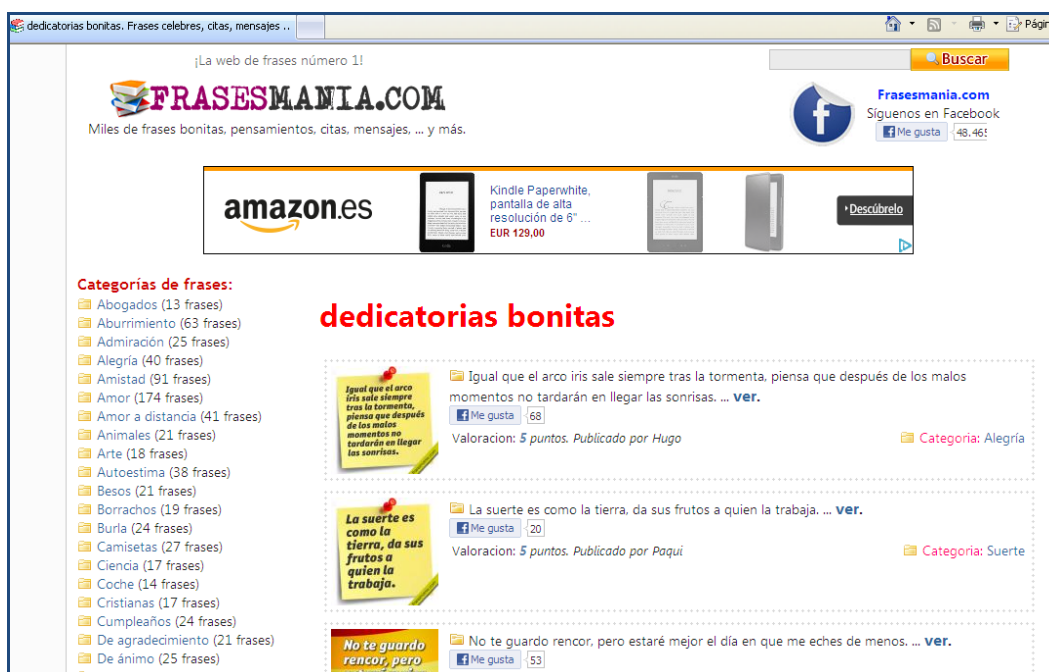 dedicatorias bonitas. Frases celebres, citas, mensajes ..
Págin
¡La web de frases número 1!
Buscar
FRASESMANIA.COM
Miles de frases bonitas, pensamientos, citas, mensajes, ... y más.
Frasesmania.com
Síguenos en Facebook
Me gusta 48.465
amazon.es
Kindle Paperwhite,
pantalla de alta
resolución de 6" ...
EUR 129,00
Descúbrelo
Categorías de frases:
Abogados (13 frases)
Aburrimiento (63 frases)
Admiración (25 frases)
Alegría (40 frases)
Amistad (91 frases)
Amor (174 frases)
Amor a distancia (41 frases)
Animales (21 frases)
Arte (18 frases)
Autoestima (38 frases)
Besos (21 frases)
Borrachos (19 frases)
Burla (24 frases)
Camisetas (27 frases)
Ciencia (17 frases)
Coche (14 frases)
Cristianas (17 frases)
Cumpleaños (24 frases)
De agradecimiento (21 frases)
De ánimo (25 frases)
dedicatorias bonitas
Igual que el arco
iris sale siempre
tras la tormenta,
piensa que después
de los malos
momentos no
tardarán en llegar
las sonrisas.
Igual que el arco iris sale siempre tras la tormenta, piensa que después de los malos
momentos no tardarán en llegar las sonrisas. ... ver.
Me gusta 68
Valoracion: 5 puntos. Publicado por Hugo
Categoria: Alegría
La suerte es
como la
tierra, da sus
frutos a
quien la
trabaja.
La suerte es como la tierra, da sus frutos a quien la trabaja. ... ver.
Me gusta 20
Valoracion: 5 puntos. Publicado por Paqui
Categoria: Suerte
No te guardo
rencor, pero
No te guardo rencor, pero estaré mejor el día en que me eches de menos. ... ver.
Me gusta 53